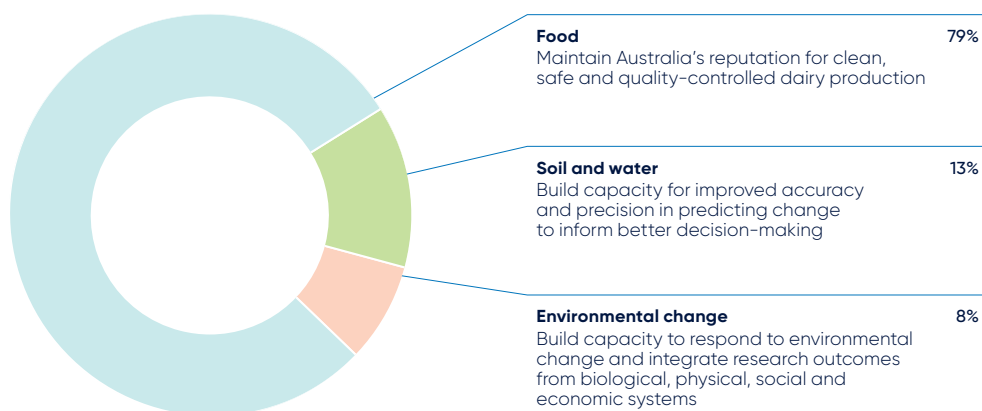 Food 79%
Maintain Australia’s reputation for clean,
safe and quality-controlled dairy production
Soil and water 13%
Build capacity for improved accuracy
and precision in predicting change
to inform better decision-making
Environmental change 8%
Build capacity to respond to environmental
change and integrate research outcomes
from biological, physical, social and
economic systems